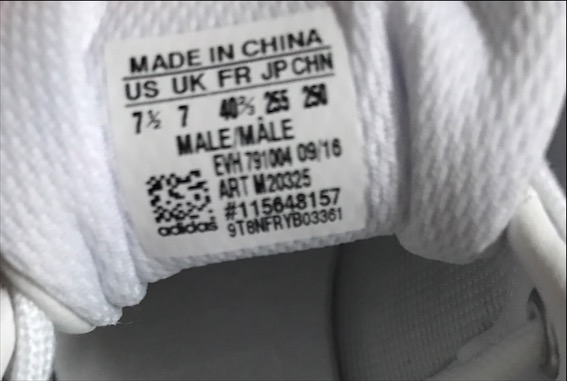 MADE IN CHINA
US UK FR JP CHN
7½ 7 40⅔ 255 250
MALE/MÂLE
EVH 791004 09/16
ART M20325
#115648157
adidas 9T8NFRYB03361